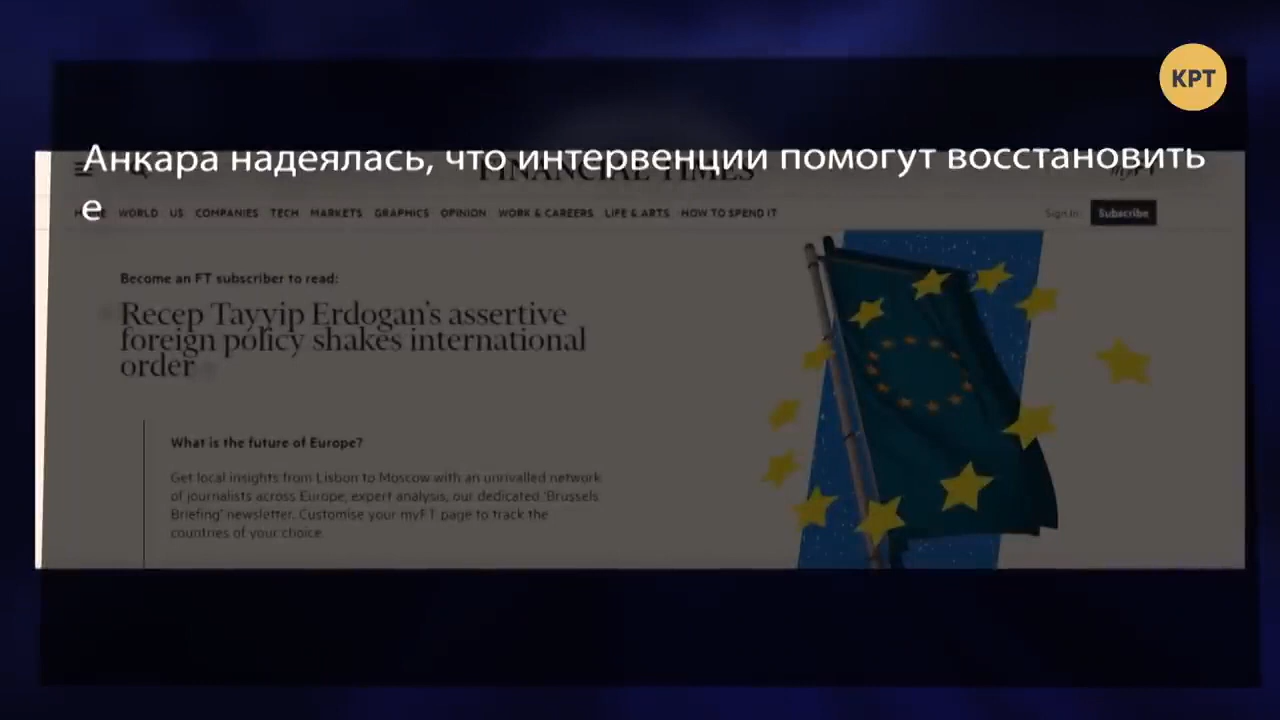 КРТ
Анкара надеялась, что интервенции помогут восстановить
е
FINANCIAL TIMES
myFT
HOME WORLD US COMPANIES TECH MARKETS GRAPHICS OPINION WORK & CAREERS LIFE & ARTS HOW TO SPEND IT
Sign In Subscribe
Become an FT subscriber to read:
Recep Tayyip Erdogan's assertive
foreign policy shakes international
order
What is the future of Europe?
Get local insights from Lisbon to Moscow with an unrivalled network
of journalists across Europe, expert analysis, our dedicated 'Brussels
Briefing' newsletter. Customise your myFT page to track the
countries of your choice.